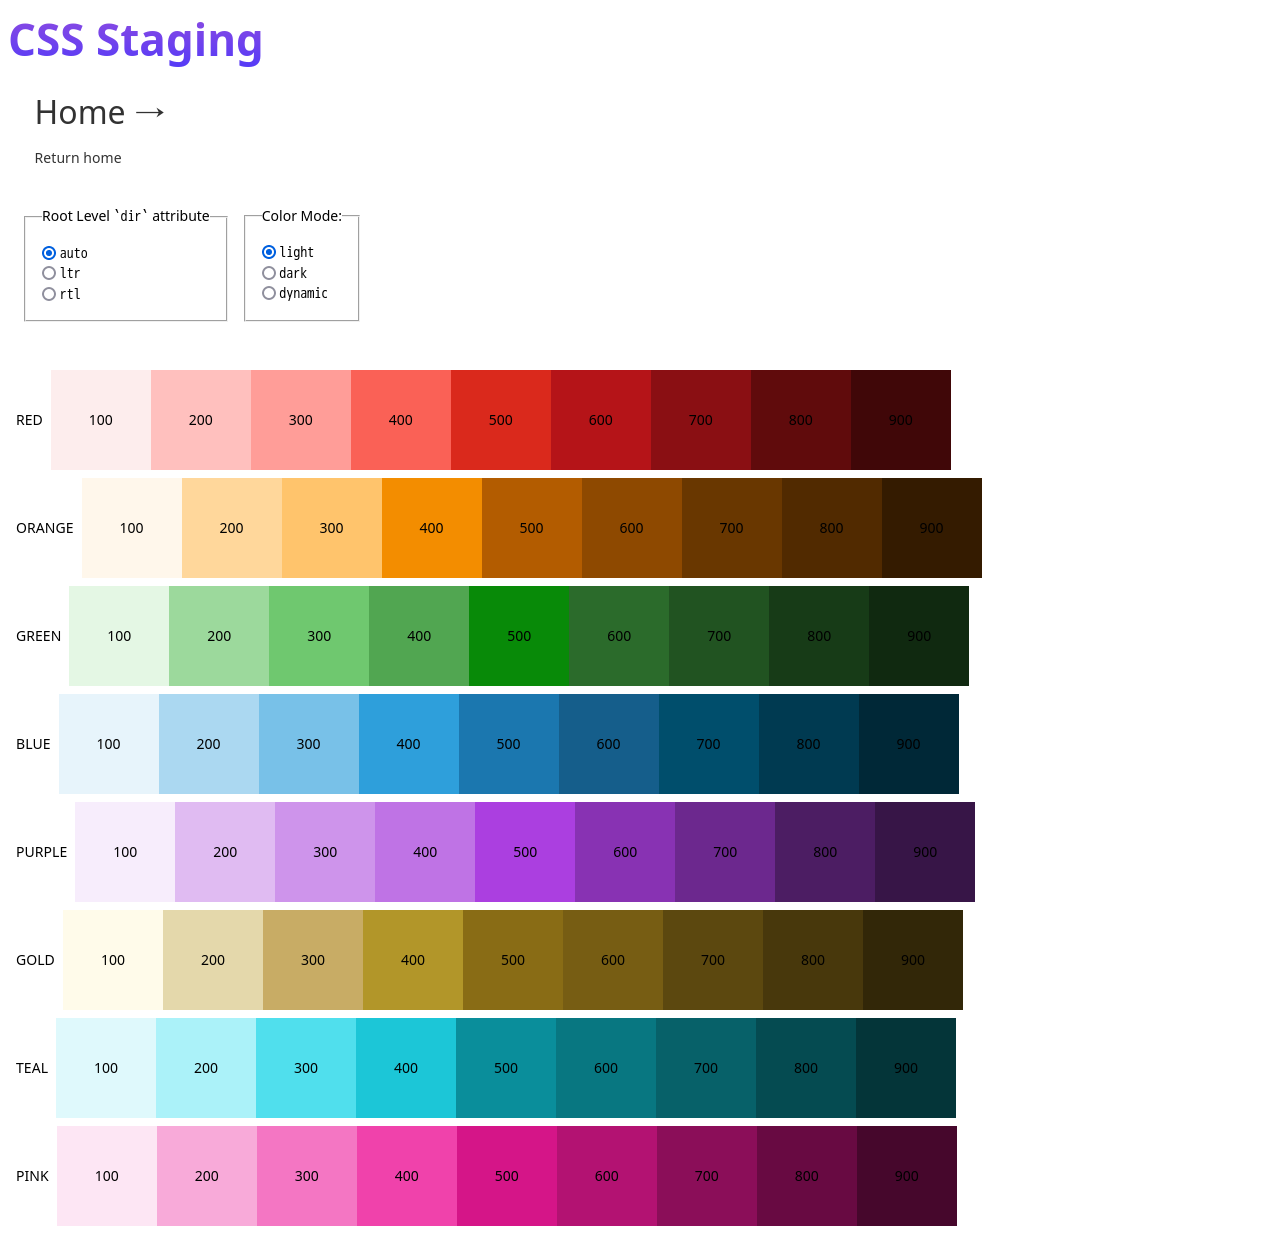 CSS Staging
Home →
Return home
Root Level `dir` attribute
auto
ltr
rtl
Color Mode:
light
dark
dynamic
RED 100 200 300 400 500 600 700 800 900
ORANGE 100 200 300 400 500 600 700 800 900
GREEN 100 200 300 400 500 600 700 800 900
BLUE 100 200 300 400 500 600 700 800 900
PURPLE 100 200 300 400 500 600 700 800 900
GOLD 100 200 300 400 500 600 700 800 900
TEAL 100 200 300 400 500 600 700 800 900
PINK 100 200 300 400 500 600 700 800 900